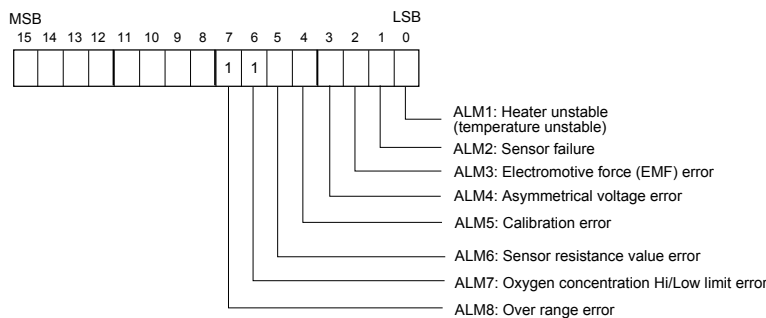 MSB LSB
15 14 13 12 11 10 9 8 7 6 5 4 3 2 1 0
1 1
ALM1: Heater unstable
(temperature unstable)
ALM2: Sensor failure
ALM3: Electromotive force (EMF) error
ALM4: Asymmetrical voltage error
ALM5: Calibration error
ALM6: Sensor resistance value error
ALM7: Oxygen concentration Hi/Low limit error
ALM8: Over range error